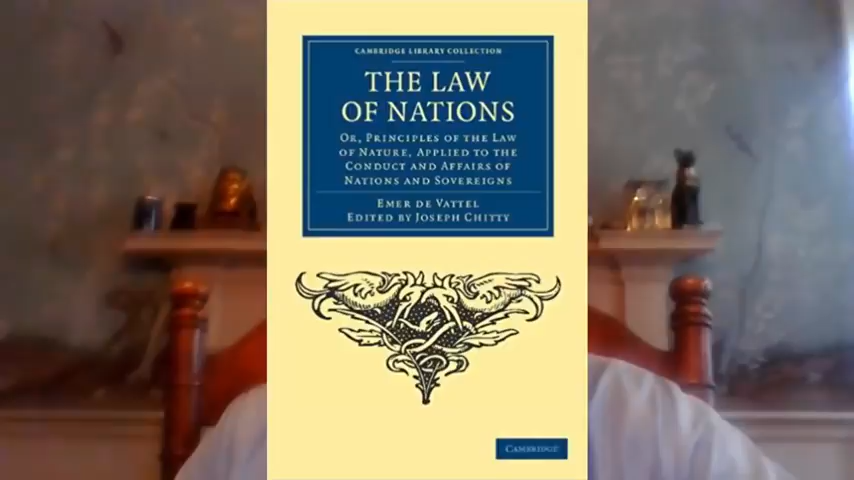 CAMBRIDGE LIBRARY COLLECTION
THE LAW
OF NATIONS
OR, PRINCIPLES OF THE LAW
OF NATURE, APPLIED TO THE
CONDUCT AND AFFAIRS OF
NATIONS AND SOVEREIGNS
EMER DE VATTEL
EDITED BY JOSEPH CHITTY
CAMBRIDGE